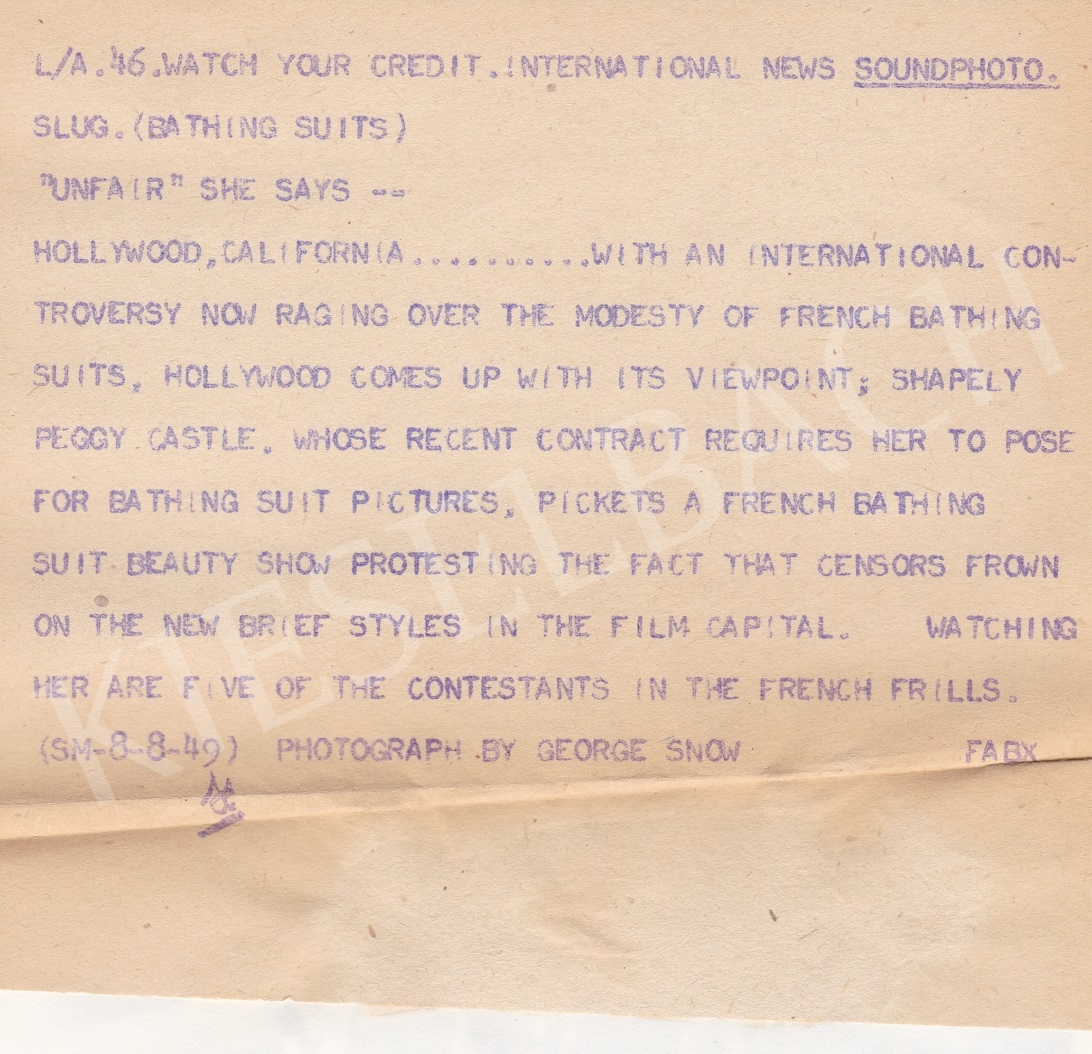 L/A.46.WATCH YOUR CREDIT.INTERNATIONAL NEWS SOUNDPHOTO.
SLUG.(BATHING SUITS)
"UNFAIR" SHE SAYS --
HOLLYWOOD,CALIFORNIA...........WITH AN INTERNATIONAL CON-
TROVERSY NOW RAGING OVER THE MODESTY OF FRENCH BATHING
SUITS, HOLLYWOOD COMES UP WITH ITS VIEWPOINT; SHAPELY
PEGGY CASTLE, WHOSE RECENT CONTRACT REQUIRES HER TO POSE
FOR BATHING SUIT PICTURES, PICKETS A FRENCH BATHING
SUIT BEAUTY SHOW PROTESTING THE FACT THAT CENSORS FROWN
ON THE NEW BRIEF STYLES IN THE FILM CAPITAL. WATCHING
HER ARE FIVE OF THE CONTESTANTS IN THE FRENCH FRILLS.
(SM-8-8-49) PHOTOGRAPH BY GEORGE SNOW FABX
KIESELBACH